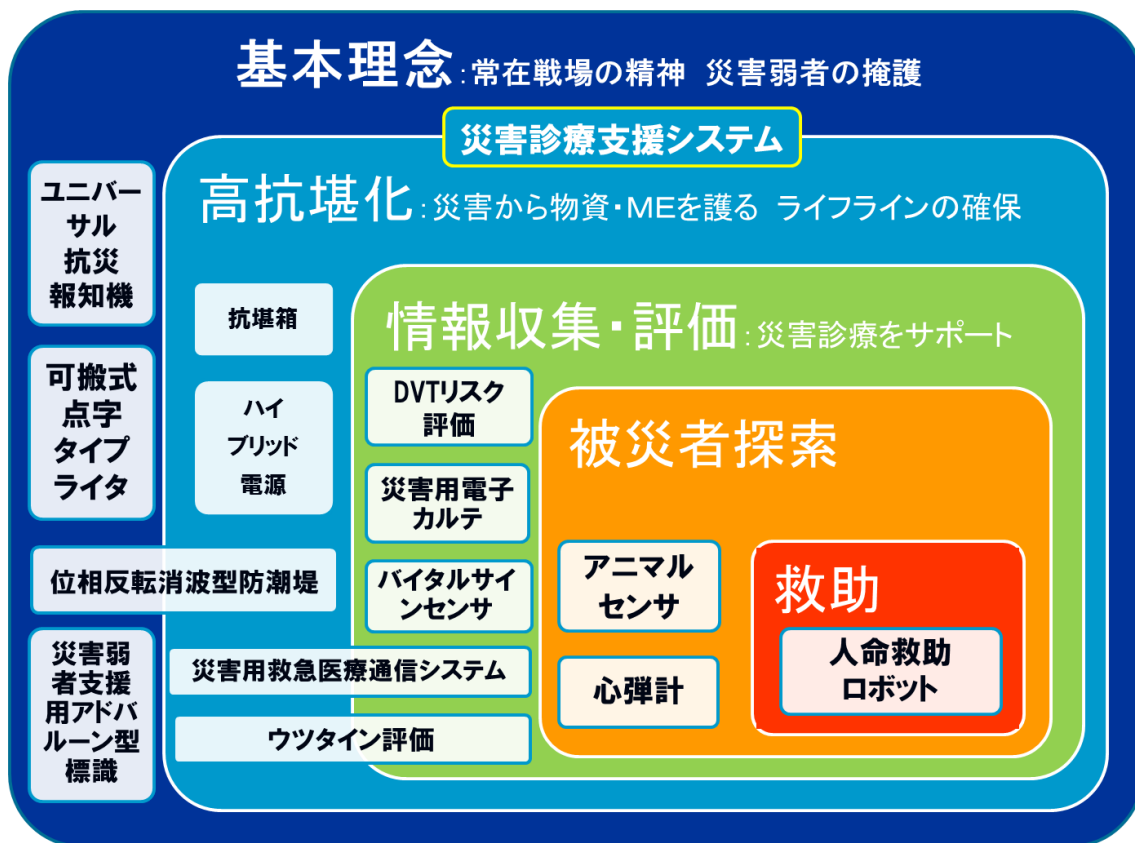 基本理念:常在戦場の精神 災害弱者の掩護
災害診療支援システム
高抗堪化:災害から物資・MEを護る ライフラインの確保
ユニバー
サル
抗災
報知機
可搬式
点字
タイプ
ライタ
位相反転消波型防潮堤
災害弱
者支援
用アドバ
ルーン型
標識
抗堪箱
ハイ
ブリッド
電源
情報収集・評価:災害診療をサポート
DVTリスク
評価
災害用電子
カルテ
バイタルサイ
ンセンサ
災害用救急医療通信システム
ウツタイン評価
被災者探索
アニマル
センサ
心弾計
救助
人命救助
ロボット